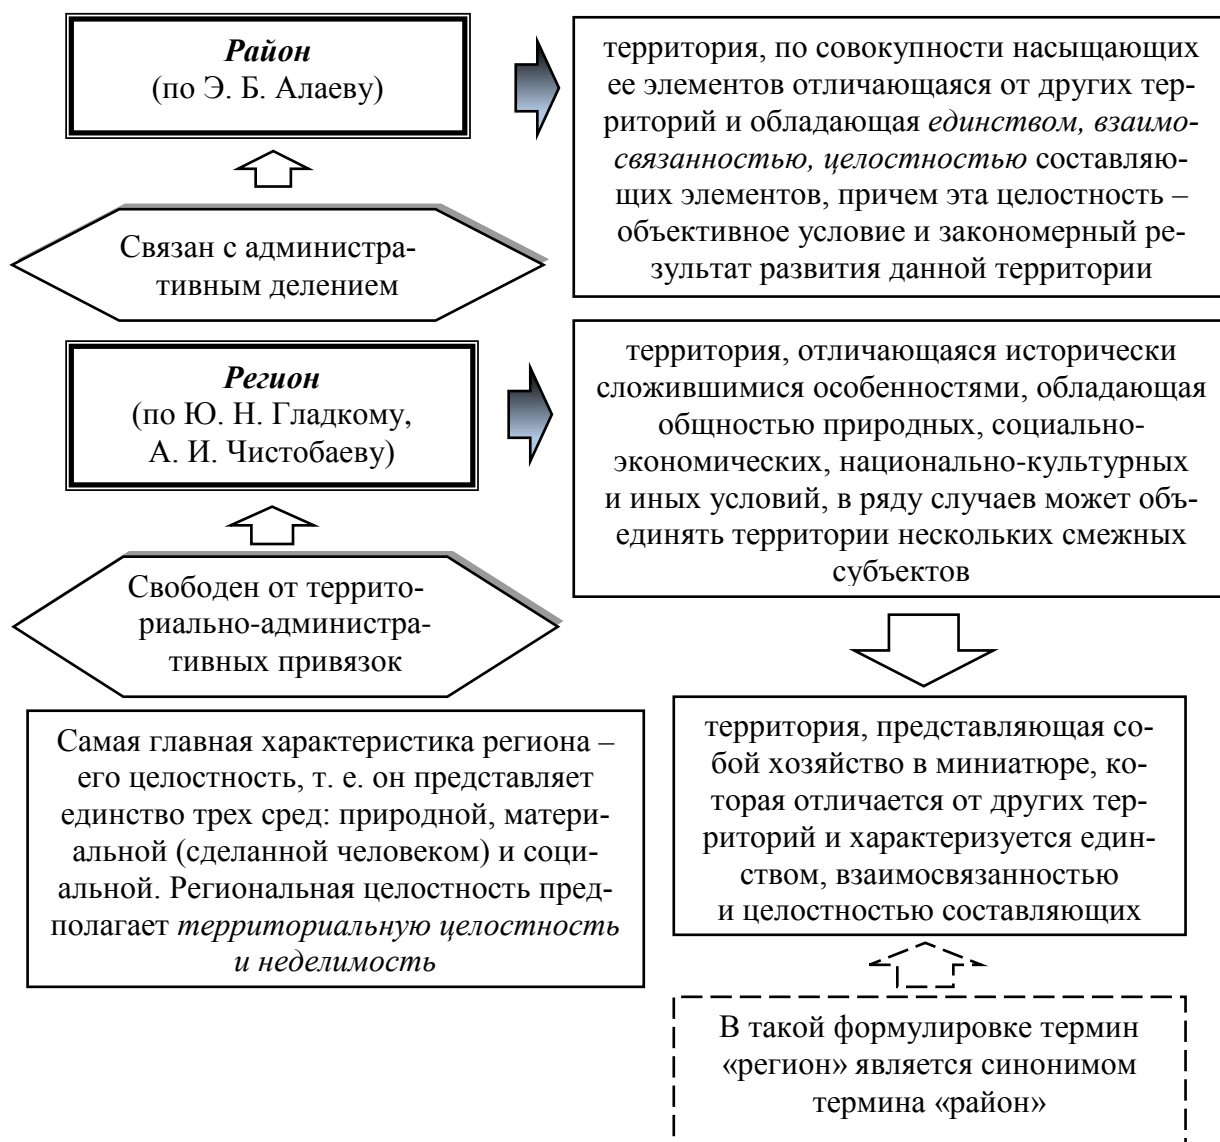 Район
(по Э. Б. Алаеву)
территория, по совокупности насыщающих
ее элементов отличающаяся от других тер-
риторий и обладающая единством, взаимо-
связанностью, целостностью составляю-
щих элементов, причем эта целостность –
объективное условие и закономерный ре-
зультат развития данной территории
Связан с администра-
тивным делением
Регион
(по Ю. Н. Гладкому,
А. И. Чистобаеву)
территория, отличающаяся исторически
сложившимися особенностями, обладающая
общностью природных, социально-
экономических, национально-культурных
и иных условий, в ряду случаев может объ-
единять территории нескольких смежных
субъектов
Свободен от террито-
риально-администра-
тивных привязок
Самая главная характеристика региона –
его целостность, т. е. он представляет
единство трех сред: природной, матери-
альной (сделанной человеком) и соци-
альной. Региональная целостность пред-
полагает территориальную целостность
и неделимость
территория, представляющая со-
бой хозяйство в миниатюре, ко-
торая отличается от других тер-
риторий и характеризуется един-
ством, взаимосвязанностью
и целостностью составляющих
В такой формулировке термин
«регион» является синонимом
термина «район»